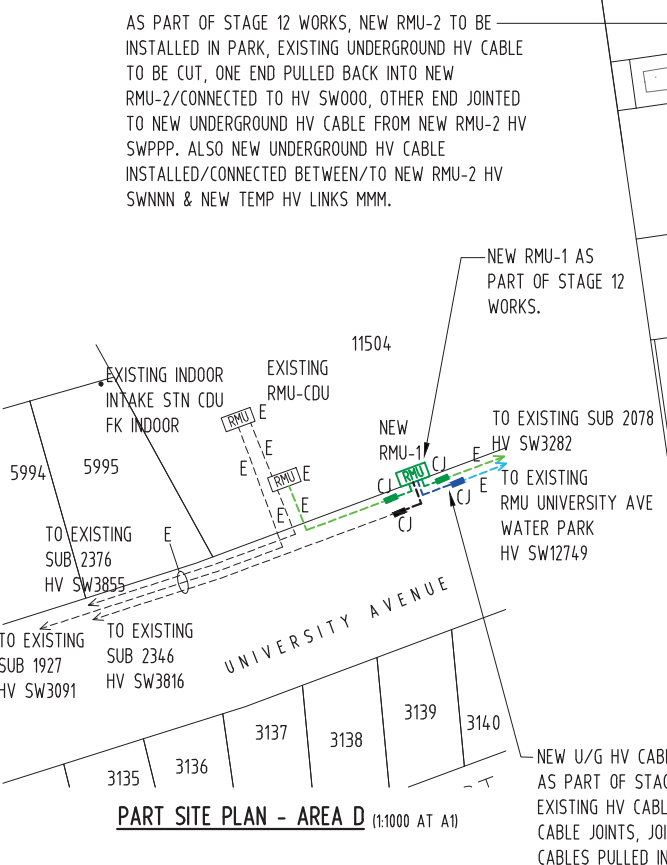 AS PART OF STAGE 12 WORKS, NEW RMU-2 TO BE
INSTALLED IN PARK, EXISTING UNDERGROUND HV CABLE
TO BE CUT, ONE END PULLED BACK INTO NEW
RMU-2/CONNECTED TO HV SWOOO, OTHER END JOINTED
TO NEW UNDERGROUND HV CABLE FROM NEW RMU-2 HV
SWPPP. ALSO NEW UNDERGROUND HV CABLE
INSTALLED/CONNECTED BETWEEN/TO NEW RMU-2 HV
SWNNN & NEW TEMP HV LINKS MMM.
NEW RMU-1 AS
PART OF STAGE 12
WORKS.
11504
EXISTING INDOOR
INTAKE STN CDU
FK INDOOR
EXISTING
RMU-CDU
RMU
E
E
E
RMU
E
E
E
NEW
RMU-1
RMU
CJ
CJ
E
CJ
E
CJ
TO EXISTING SUB 2078
HV SW3282
TO EXISTING
RMU UNIVERSITY AVE
WATER PARK
HV SW12749
5994
5995
TO EXISTING
SUB 2376
HV SW3855
E
TO EXISTING
SUB 1927
HV SW3091
TO EXISTING
SUB 2346
HV SW3816
UNIVERSITY AVENUE
3135
3136
3137
3138
3139
3140
NEW U/G HV CABL
AS PART OF STAG
EXISTING HV CABL
CABLE JOINTS, JOI
CABLES PULLED IN
PART SITE PLAN - AREA D (1:1000 AT A1)